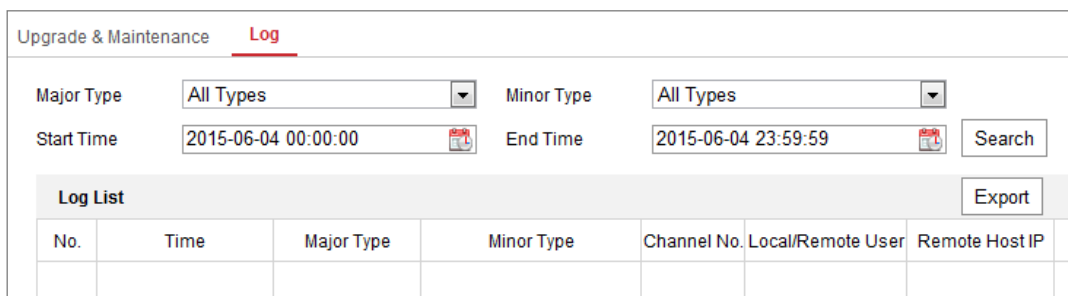 Upgrade & Maintenance Log
Major Type All Types Minor Type All Types
Start Time 2015-06-04 00:00:00 End Time 2015-06-04 23:59:59 Search
Log List Export
No. Time Major Type Minor Type Channel No. Local/Remote User Remote Host IP